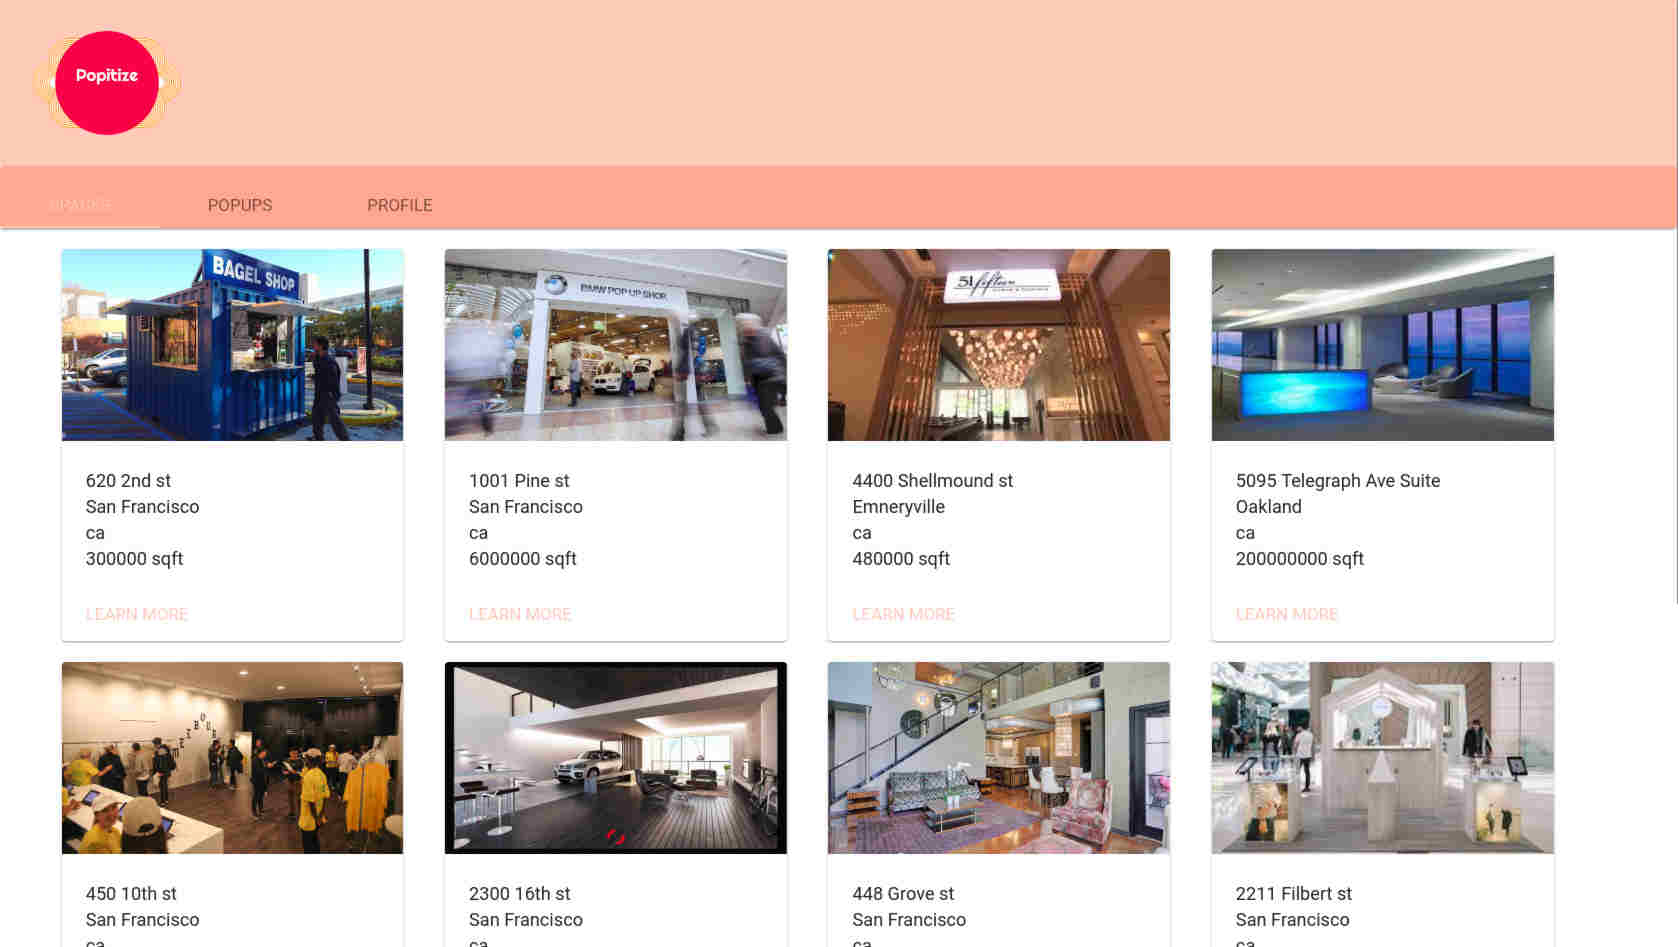 Popitize
SPACES
POPUPS
PROFILE
BAGEL SHOP
BMW POP UP SHOP
51fifteen
620 2nd st
San Francisco
ca
300000 sqft
LEARN MORE
1001 Pine st
San Francisco
ca
6000000 sqft
LEARN MORE
4400 Shellmound st
Emneryville
ca
480000 sqft
LEARN MORE
5095 Telegraph Ave Suite
Oakland
ca
200000000 sqft
LEARN MORE
450 10th st
San Francisco
ca
2300 16th st
San Francisco
ca
448 Grove st
San Francisco
ca
2211 Filbert st
San Francisco
ca